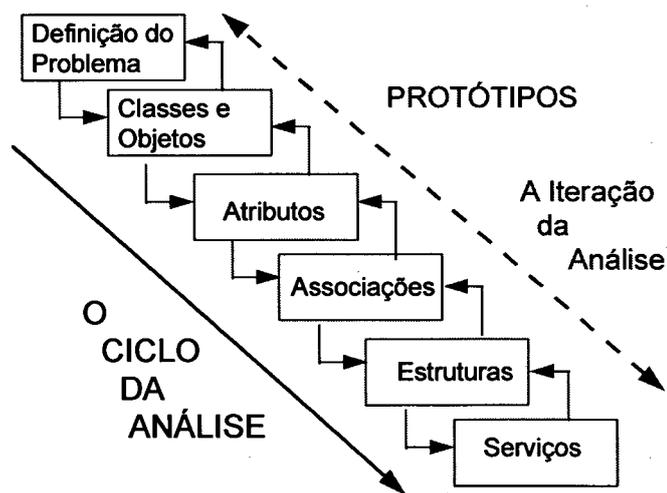 Definição do
Problema
Classes e
Objetos
Atributos
Associações
Estruturas
Serviços
PROTÓTIPOS
A Iteração
da
Análise
O
CICLO
DA
ANÁLISE